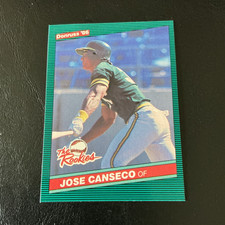 Donruss '86
The
Rookies
JOSE CANSECO OF